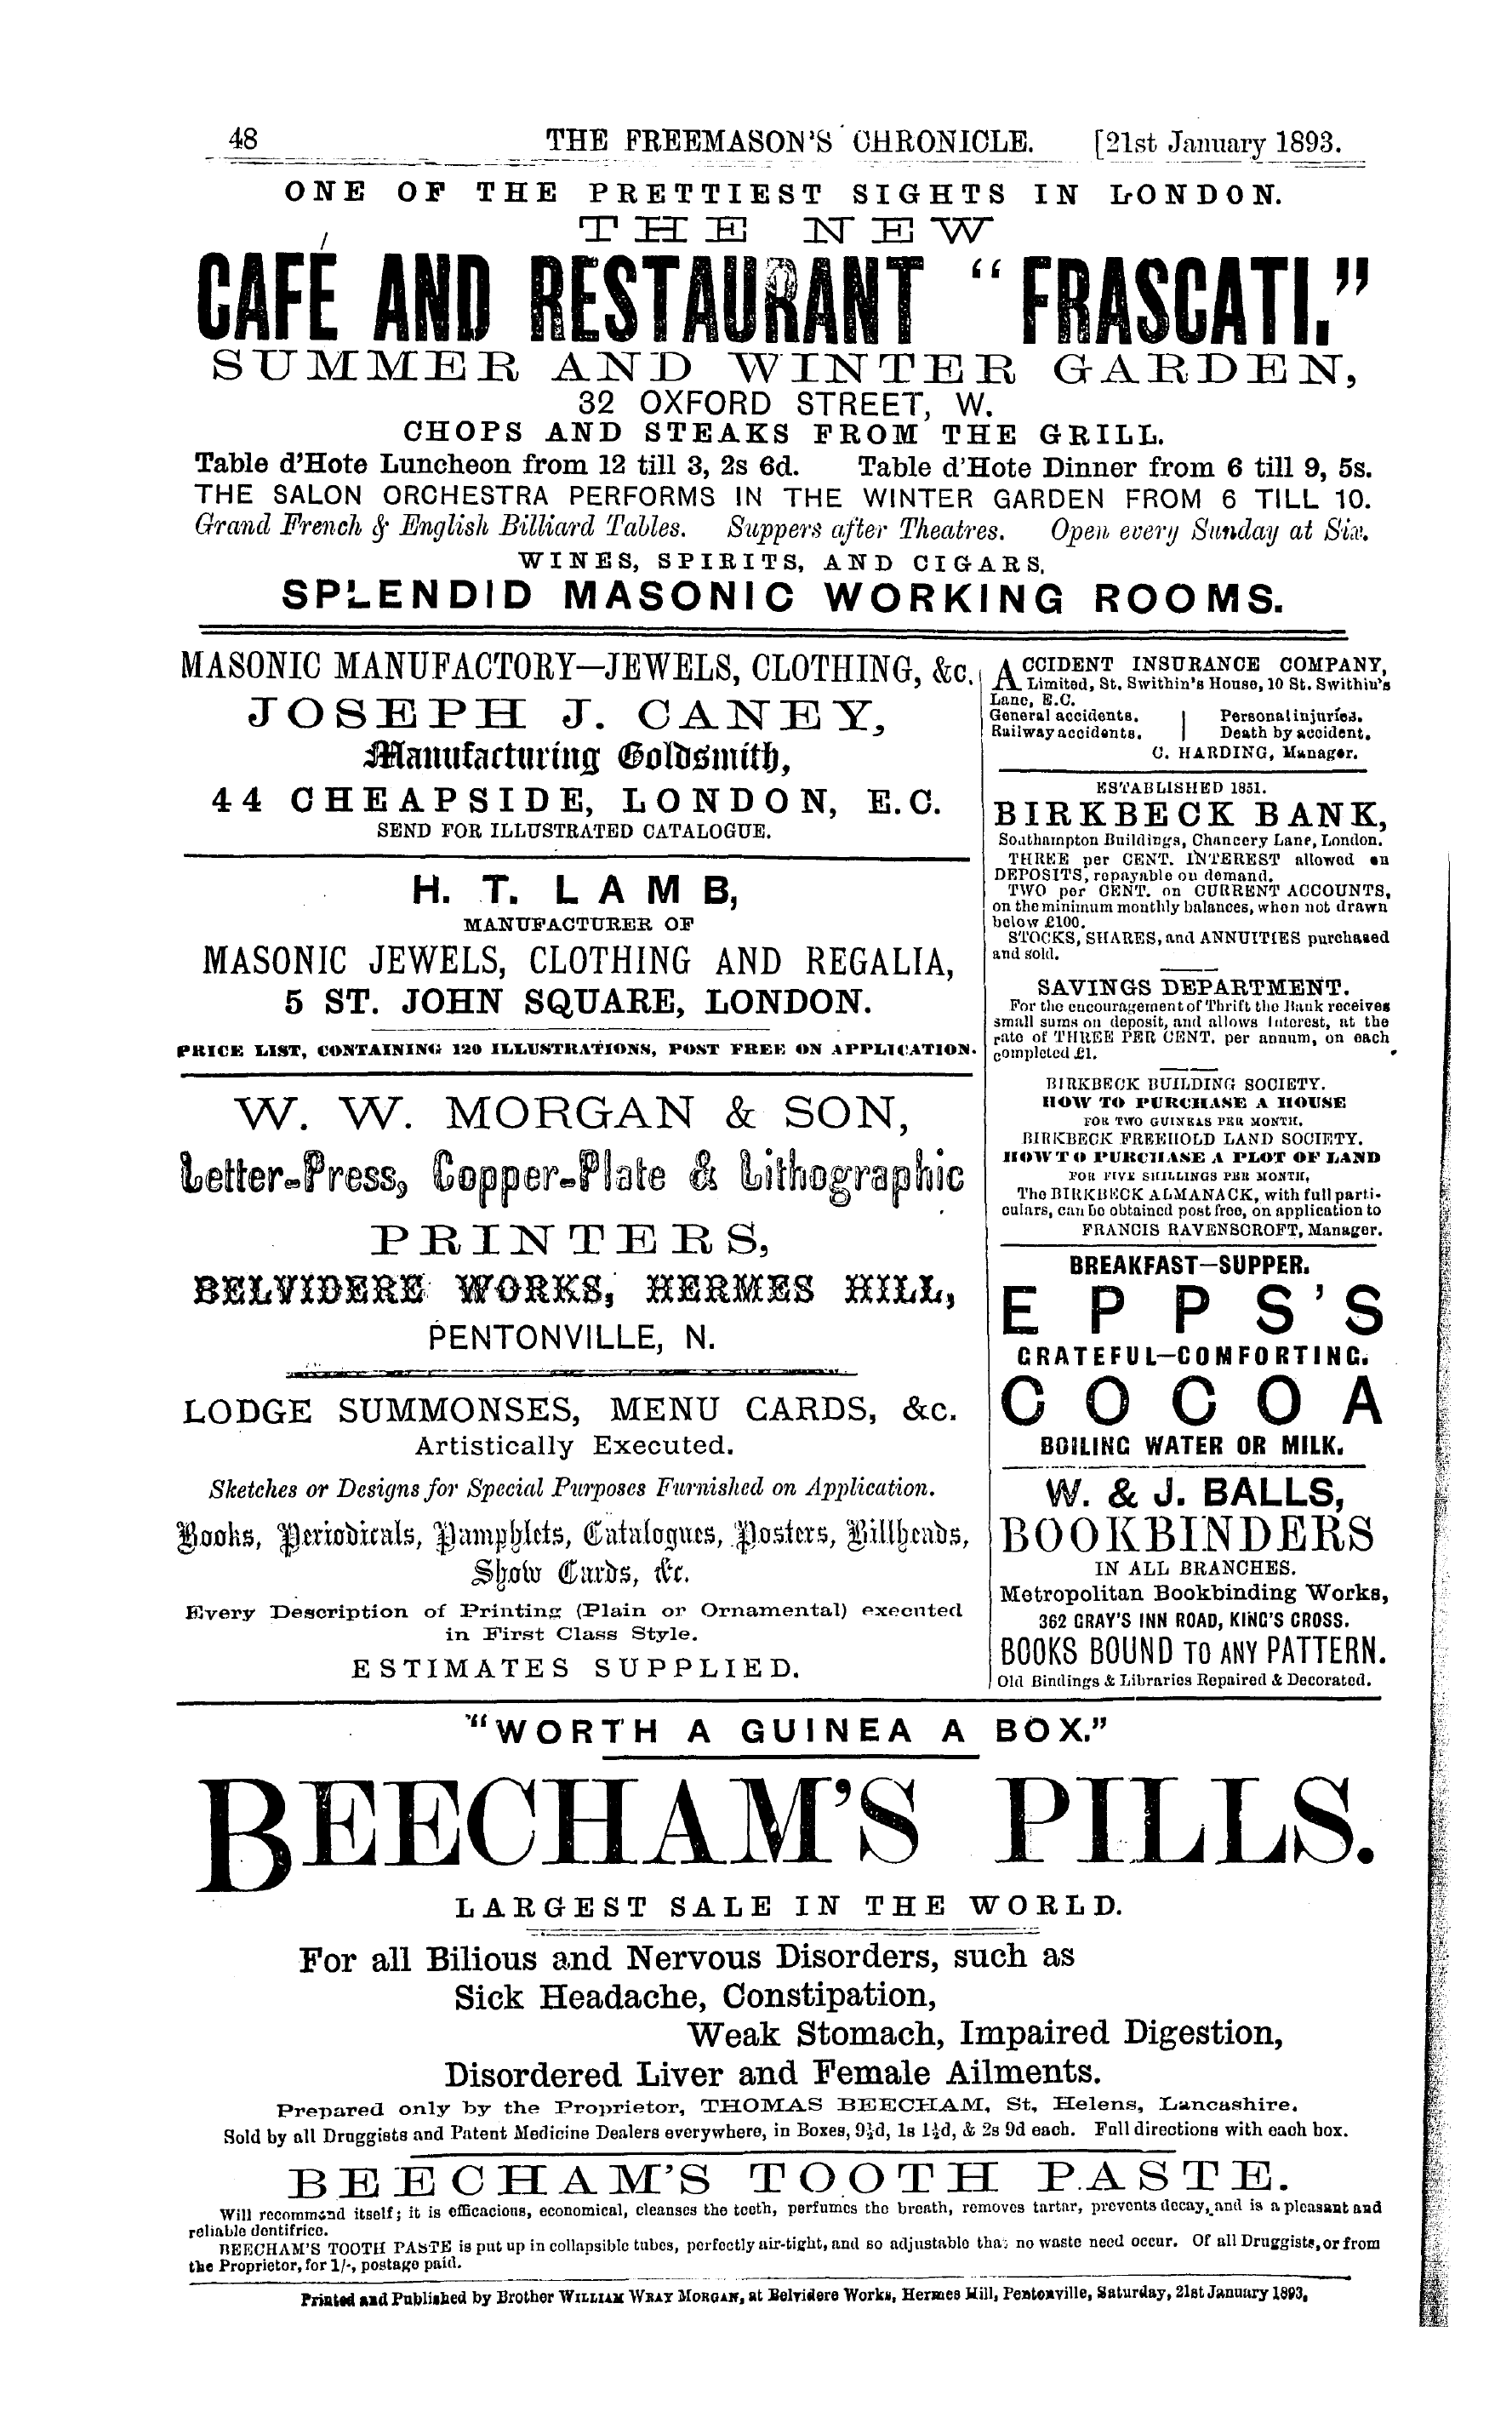 48 THE FREEMASON'S CHRONICLE. [21st January 1893.
ONE OF THE PRETTIEST SIGHTS IN LONDON.
THE NEW
CAFÉ AND RESTAURANT "FRASCATI."
SUMMER AND WINTER GARDEN,
32 OXFORD STREET, W.
CHOPS AND STEAKS FROM THE GRILL.
Table d'Hote Luncheon from 12 till 3, 2s 6d. Table d'Hote Dinner from 6 till 9, 5s.
THE SALON ORCHESTRA PERFORMS IN THE WINTER GARDEN FROM 6 TILL 10.
Grand French & English Billiard Tables. Suppers after Theatres. Open every Sunday at Six.
WINES, SPIRITS, AND CIGARS.
SPLENDID MASONIC WORKING ROOMS.
MASONIC MANUFACTORY—JEWELS, CLOTHING, &c.
JOSEPH J. CANEY,
Manufacturing Goldsmith,
44 CHEAPSIDE, LONDON, E.C.
SEND FOR ILLUSTRATED CATALOGUE.
H. T. LAMB,
MANUFACTURER OF
MASONIC JEWELS, CLOTHING AND REGALIA,
5 ST. JOHN SQUARE, LONDON.
PRICE LIST, CONTAINING 120 ILLUSTRATIONS, POST FREE ON APPLICATION.
W. W. MORGAN & SON,
Letter-Press, Copper-Plate & Lithographic
PRINTERS,
BELVIDERE WORKS, HERMES HILL,
PENTONVILLE, N.
LODGE SUMMONSES, MENU CARDS, &c.
Artistically Executed.
Sketches or Designs for Special Purposes Furnished on Application.
Books, Periodicals, Pamphlets, Catalogues, Posters, Billheads,
Show Cards, &c.
Every Description of Printing (Plain or Ornamental) executed
in First Class Style.
ESTIMATES SUPPLIED.
ACCIDENT INSURANCE COMPANY,
Limited, St. Swithin's House, 10 St. Swithin's
Lane, E.C.
General accidents. | Personal injuries.
Railway accidents. | Death by accident.
C. HARDING, Manager.
ESTABLISHED 1851.
BIRKBECK BANK,
Southampton Buildings, Chancery Lane, London.
THREE per CENT. INTEREST allowed on
DEPOSITS, repayable on demand.
TWO per CENT. on CURRENT ACCOUNTS,
on the minimum monthly balances, when not drawn
below £100.
STOCKS, SHARES, and ANNUITIES purchased
and sold.
SAVINGS DEPARTMENT.
For the encouragement of Thrift the Bank receives
small sums on deposit, and allows Interest, at the
rate of THREE PER CENT. per annum, on each
completed £1.
BIRKBECK BUILDING SOCIETY.
HOW TO PURCHASE A HOUSE
FOR TWO GUINEAS PER MONTH.
BIRKBECK FREEHOLD LAND SOCIETY.
HOW TO PURCHASE A PLOT OF LAND
FOR FIVE SHILLINGS PER MONTH,
The BIRKBECK ALMANACK, with full parti-
culars, can be obtained post free, on application to
FRANCIS RAVENSCROFT, Manager.
BREAKFAST—SUPPER.
EPPS'S
GRATEFUL—COMFORTING.
COCOA
BOILING WATER OR MILK.
W. & J. BALLS,
BOOKBINDERS
IN ALL BRANCHES.
Metropolitan Bookbinding Works,
362 GRAY'S INN ROAD, KING'S CROSS.
BOOKS BOUND TO ANY PATTERN.
Old Bindings & Libraries Repaired & Decorated.
"WORTH A GUINEA A BOX."
BEECHAM'S PILLS.
LARGEST SALE IN THE WORLD.
For all Bilious and Nervous Disorders, such as
Sick Headache, Constipation,
Weak Stomach, Impaired Digestion,
Disordered Liver and Female Ailments.
Prepared only by the Proprietor, THOMAS BEECHAM, St, Helens, Lancashire.
Sold by all Druggists and Patent Medicine Dealers everywhere, in Boxes, 9½d, 1s 1½d, & 2s 9d each. Full directions with each box.
BEECHAM'S TOOTH PASTE.
Will recommend itself; it is efficacious, economical, cleanses the teeth, perfumes the breath, removes tartar, prevents decay, and is a pleasant and
reliable dentifrice.
BEECHAM'S TOOTH PASTE is put up in collapsible tubes, perfectly air-tight, and so adjustable that no waste need occur. Of all Druggists, or from
the Proprietor, for 1/-, postage paid.
Printed and Published by Brother WILLIAM WRAY MORGAN, at Belvidere Works, Hermes Hill, Pentonville, Saturday, 21st January 1893,